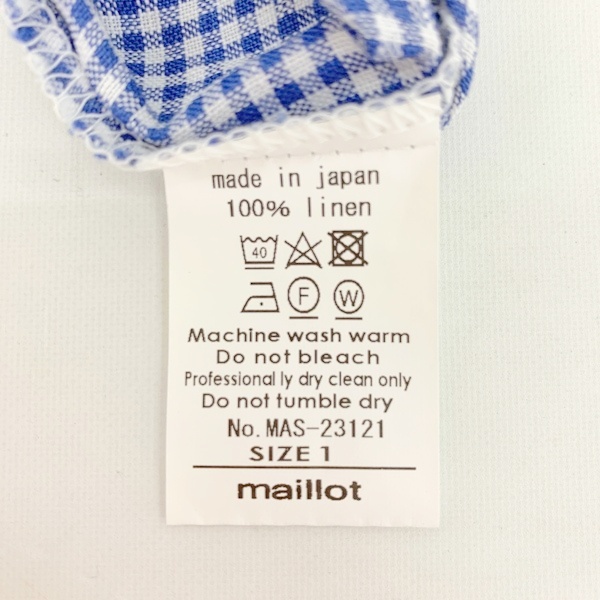 made in japan
100% linen
40
F W
Machine wash warm
Do not bleach
Professional ly dry clean only
Do not tumble dry
No. MAS-23121
SIZE 1
maillot